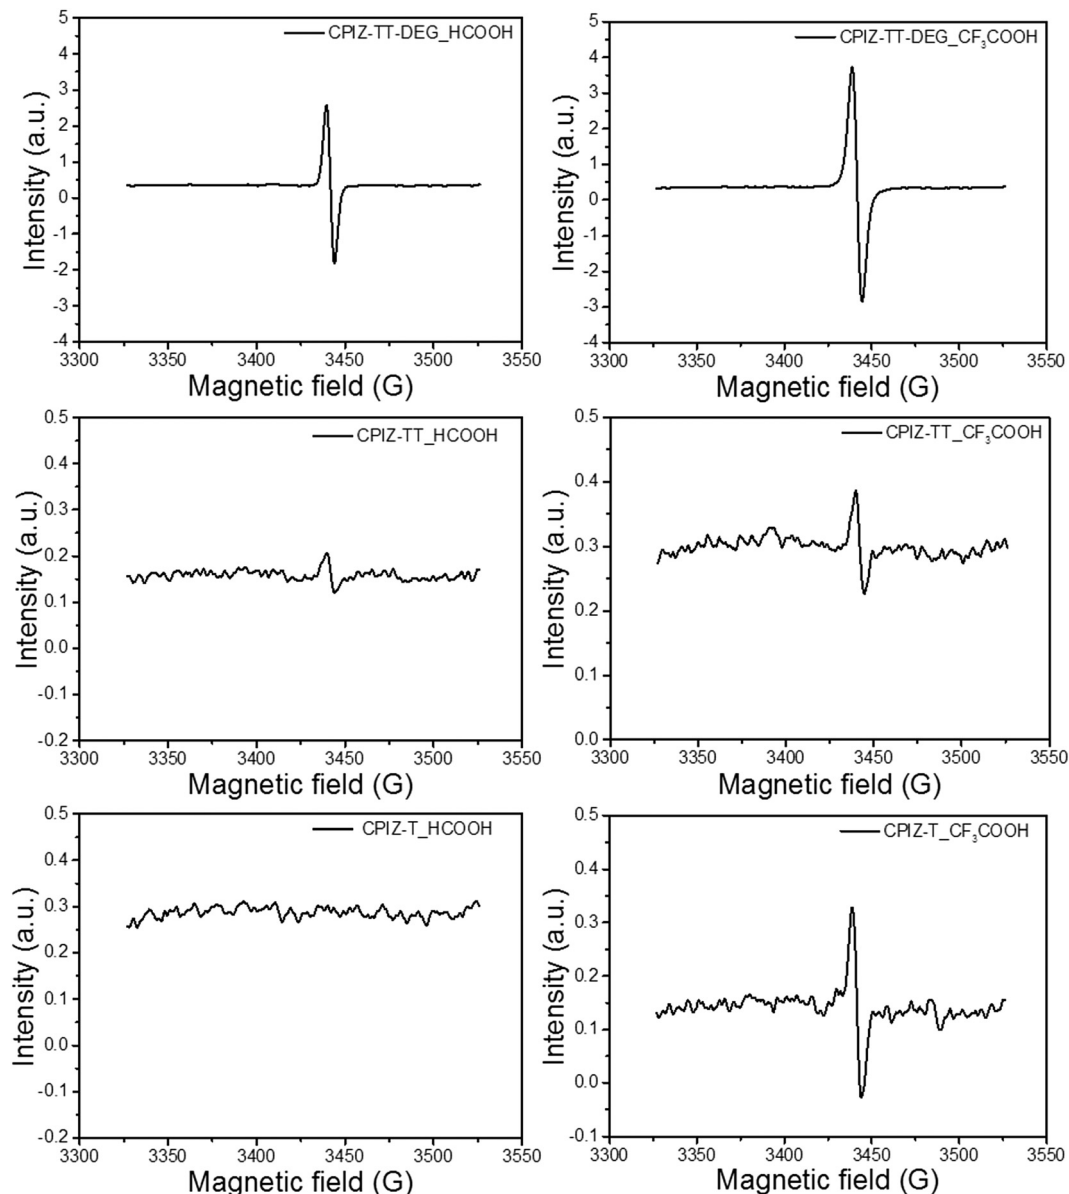 CPIZ-TT-DEG_HCOOH
Intensity (a.u.)
5
4
3
2
1
0
-1
-2
-3
-4
3300 3350 3400 3450 3500 3550
Magnetic field (G)
CPIZ-TT-DEG_CF₃COOH
Intensity (a.u.)
5
4
3
2
1
0
-1
-2
-3
-4
3300 3350 3400 3450 3500 3550
Magnetic field (G)
CPIZ-TT_HCOOH
Intensity (a.u.)
0.5
0.4
0.3
0.2
0.1
0.0
-0.1
-0.2
3300 3350 3400 3450 3500 3550
Magnetic field (G)
CPIZ-TT_CF₃COOH
Intensity (a.u.)
0.5
0.4
0.3
0.2
0.1
0.0
3300 3350 3400 3450 3500 3550
Magnetic field (G)
CPIZ-T_HCOOH
Intensity (a.u.)
0.5
0.4
0.3
0.2
0.1
0.0
-0.1
-0.2
3300 3350 3400 3450 3500 3550
Magnetic field (G)
CPIZ-T_CF₃COOH
Intensity (a.u.)
0.5
0.4
0.3
0.2
0.1
0.0
-0.1
3300 3350 3400 3450 3500 3550
Magnetic field (G)